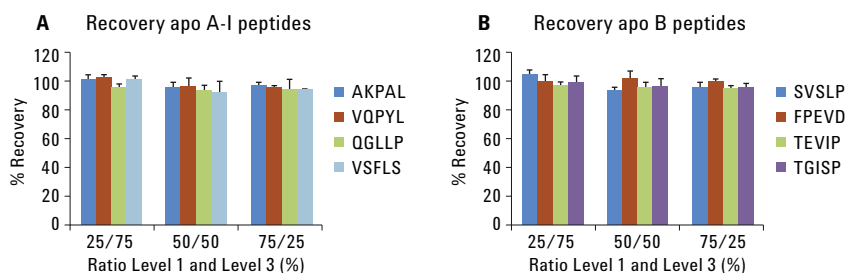 A Recovery apo A-I peptides
% Recovery
120
100
80
60
40
20
0
25/75 50/50 75/25
Ratio Level 1 and Level 3 (%)
AKPAL
VQPYL
QGLLP
VSFLS
B Recovery apo B peptides
% Recovery
120
100
80
60
40
20
0
25/75 50/50 75/25
Ratio Level 1 and Level 3 (%)
SVSLP
FPEVD
TEVIP
TGISP